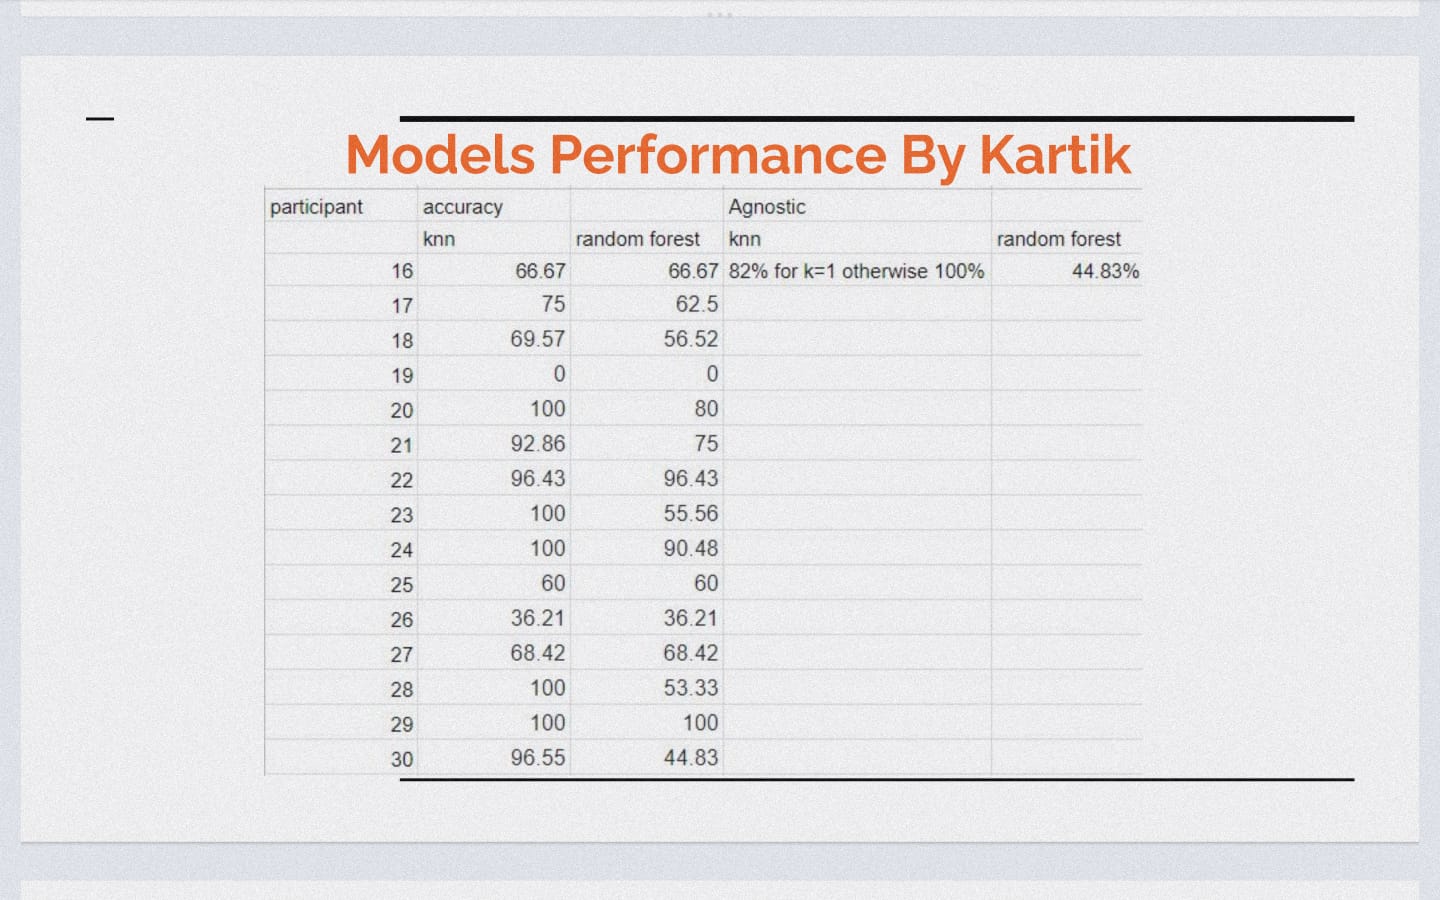 Models Performance By Kartik
participant accuracy Agnostic
knn random forest knn random forest
16 66.67 66.67 82% for k=1 otherwise 100% 44.83%
17 75 62.5
18 69.57 56.52
19 0 0
20 100 80
21 92.86 75
22 96.43 96.43
23 100 55.56
24 100 90.48
25 60 60
26 36.21 36.21
27 68.42 68.42
28 100 53.33
29 100 100
30 96.55 44.83